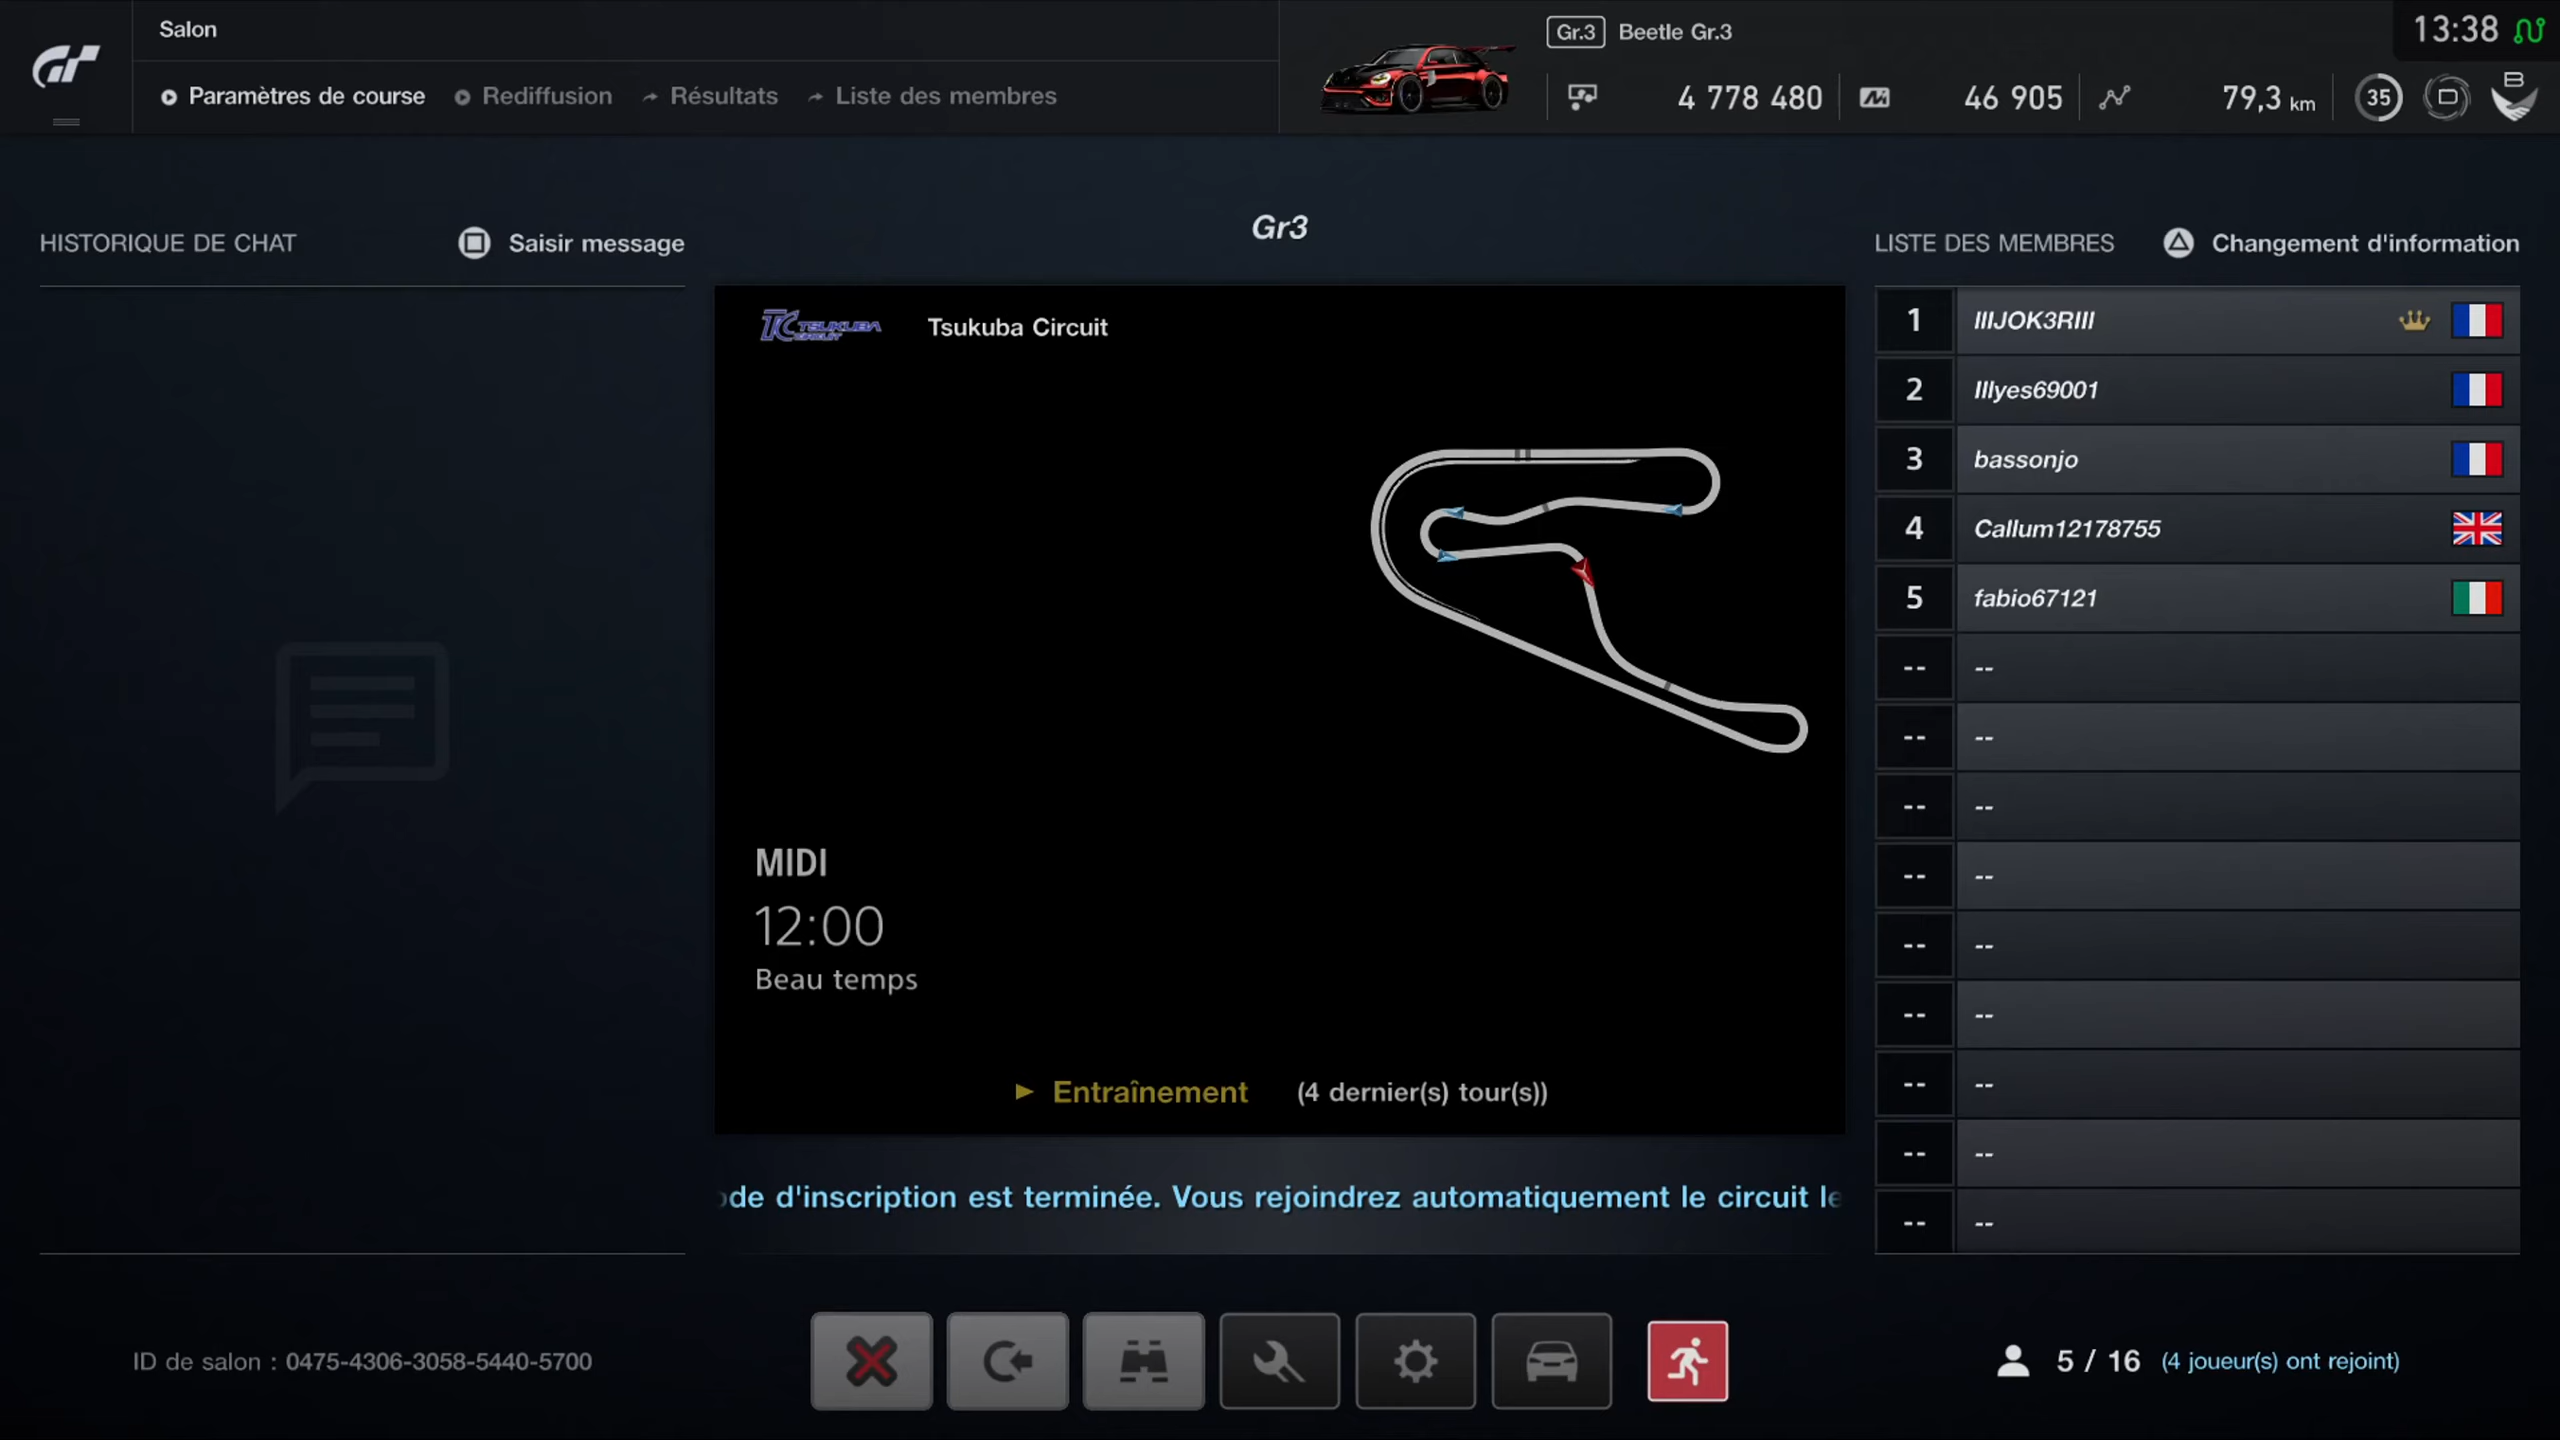 Salon
Gr.3 Beetle Gr.3
13:38
Paramètres de course Rediffusion Résultats Liste des membres
4 778 480 46 905 79,3 km 35 D B
HISTORIQUE DE CHAT Saisir message
Gr3
LISTE DES MEMBRES Changement d'information
TC TSUKUBA CIRCUIT Tsukuba Circuit
1 IIIJOK3RIII
2 Illyes69001
3 bassonjo
4 Callum12178755
5 fabio67121
-- --
-- --
-- --
-- --
-- --
-- --
-- --
-- --
-- --
MIDI
12:00
Beau temps
Entraînement (4 dernier(s) tour(s))
ode d'inscription est terminée. Vous rejoindrez automatiquement le circuit le
ID de salon : 0475-4306-3058-5440-5700
5 / 16 (4 joueur(s) ont rejoint)